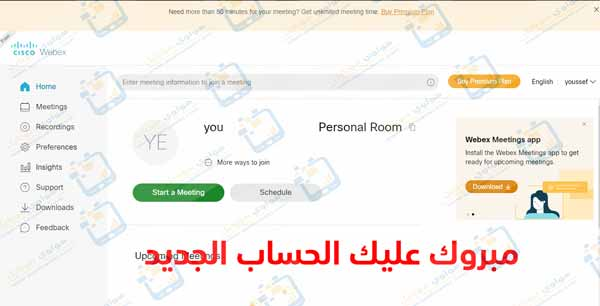 Need more than 50 minutes for your meeting? Get unlimited meeting time. Buy Premium Plan
CISCO Webex
Enter meeting information to join a meeting
Buy Premium Plan
English
youssef
Home
Meetings
Recordings
Preferences
Insights
Support
Downloads
Feedback
YE
you
Personal Room
More ways to join
Start a Meeting
Schedule
Webex Meetings app
Install the Webex Meetings app to get
ready for upcoming meetings.
Download
Upcoming Meetings
مبروك عليك الحساب الجديد